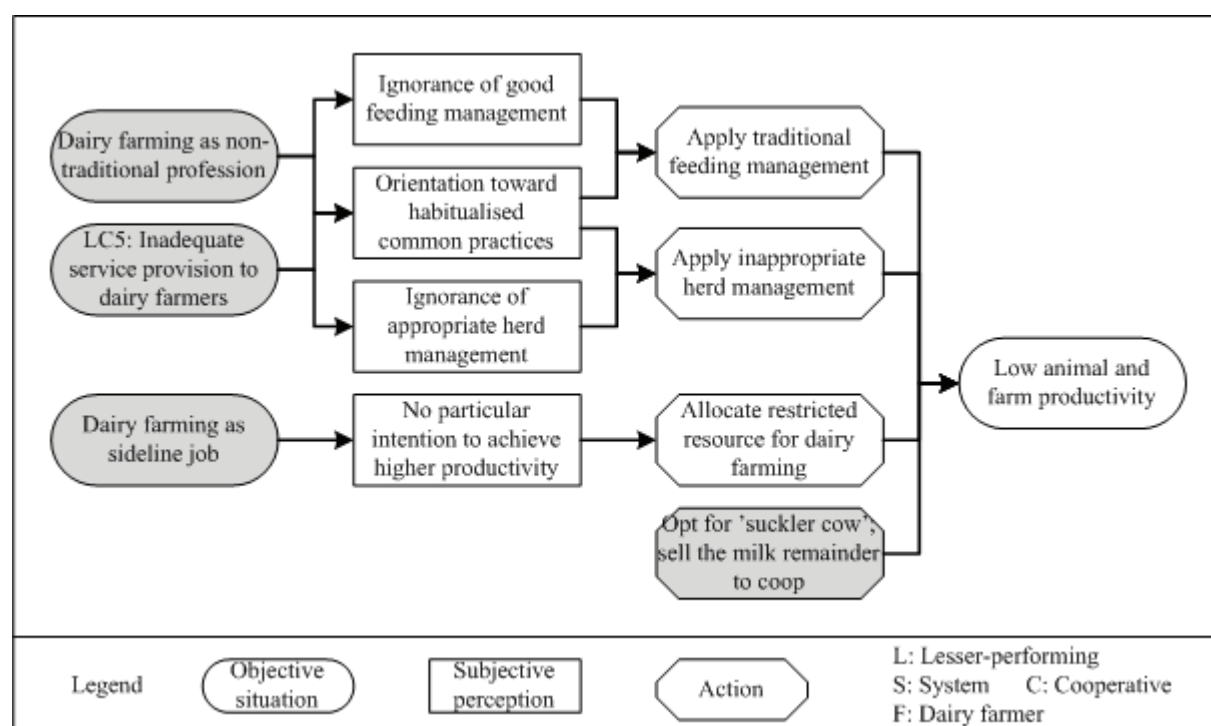 Dairy farming as non-
traditional profession
LC5: Inadequate
service provision to
dairy farmers
Dairy farming as
sideline job
Ignorance of good
feeding management
Orientation toward
habitualised
common practices
Ignorance of
appropriate herd
management
No particular
intention to achieve
higher productivity
Apply traditional
feeding management
Apply inappropriate
herd management
Allocate restricted
resource for dairy
farming
Opt for 'suckler cow';
sell the milk remainder
to coop
Low animal and
farm productivity
Legend
Objective
situation
Subjective
perception
Action
L: Lesser-performing
S: System C: Cooperative
F: Dairy farmer